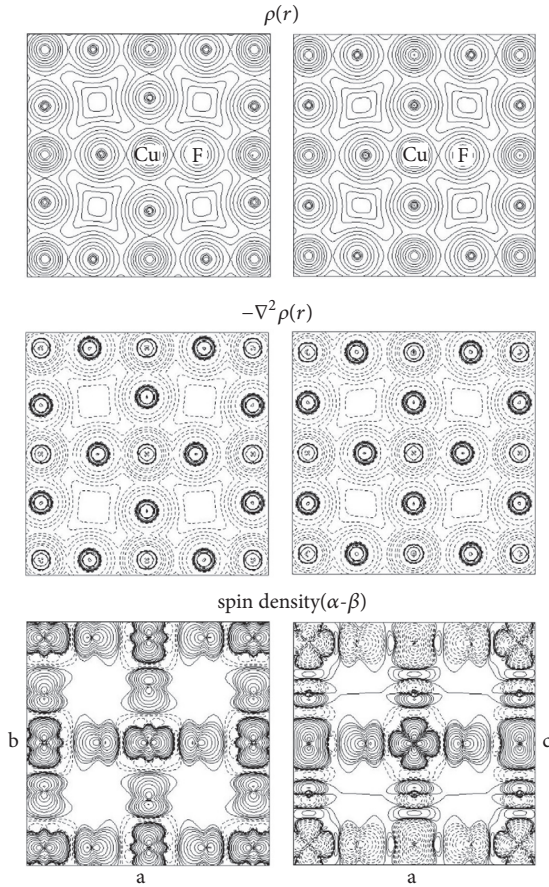 ρ(r)
Cu F
Cu F
−∇²ρ(r)
spin density(α-β)
b
c
a
a